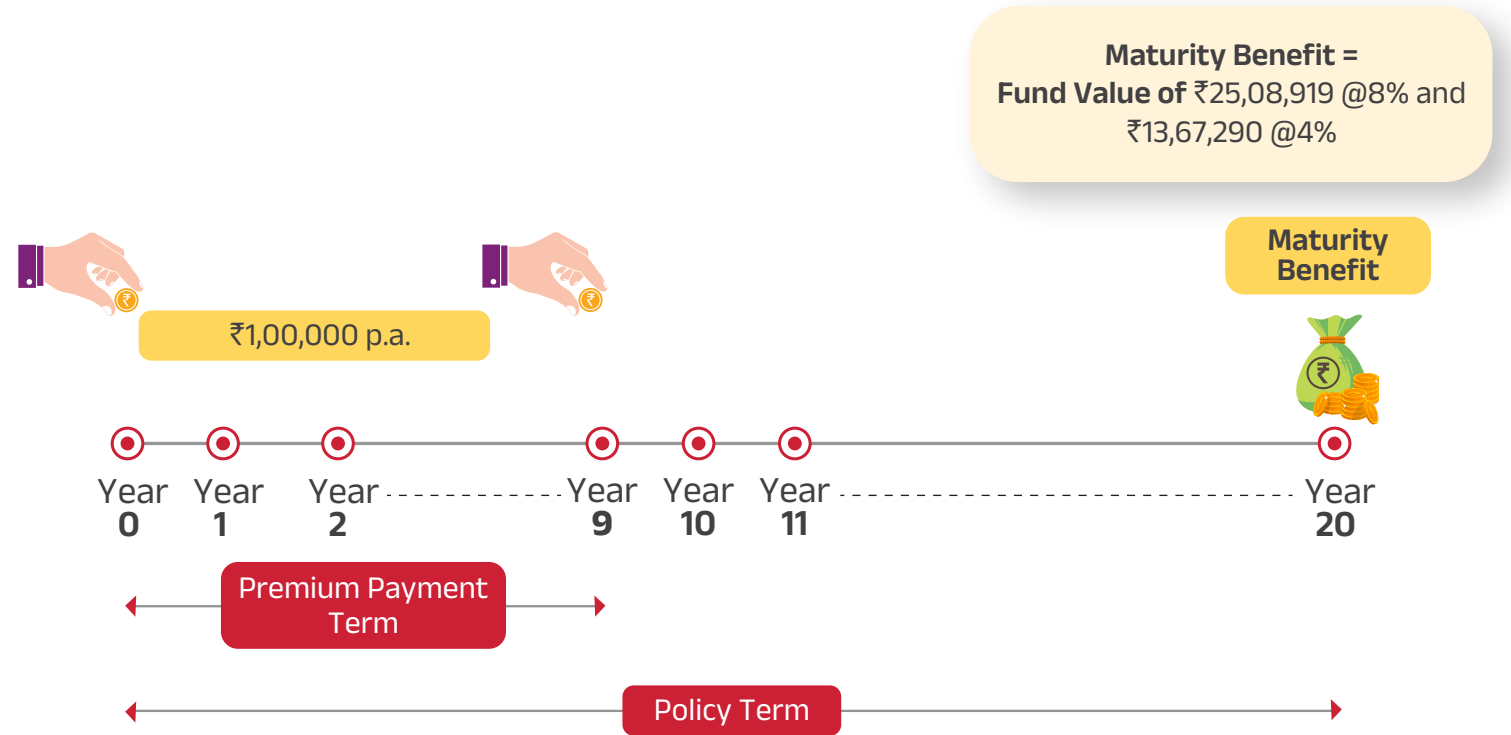 Maturity Benefit =
Fund Value of ₹25,08,919 @8% and
₹13,67,290 @4%
Maturity
Benefit
₹1,00,000 p.a.
₹
₹
₹
Year
0
Year
1
Year
2
Year
9
Year
10
Year
11
Year
20
Premium Payment
Term
Policy Term